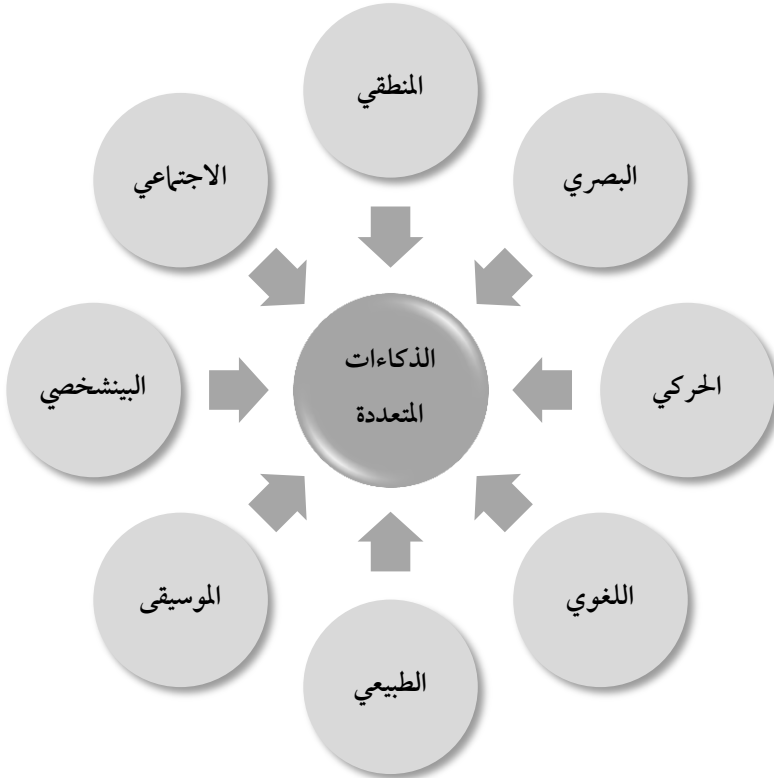 المنطقي
البصري
الحركي
اللغوي
الطبيعي
الموسيقى
البينشخصي
الاجتماعي
الذكاءات
المتعددة